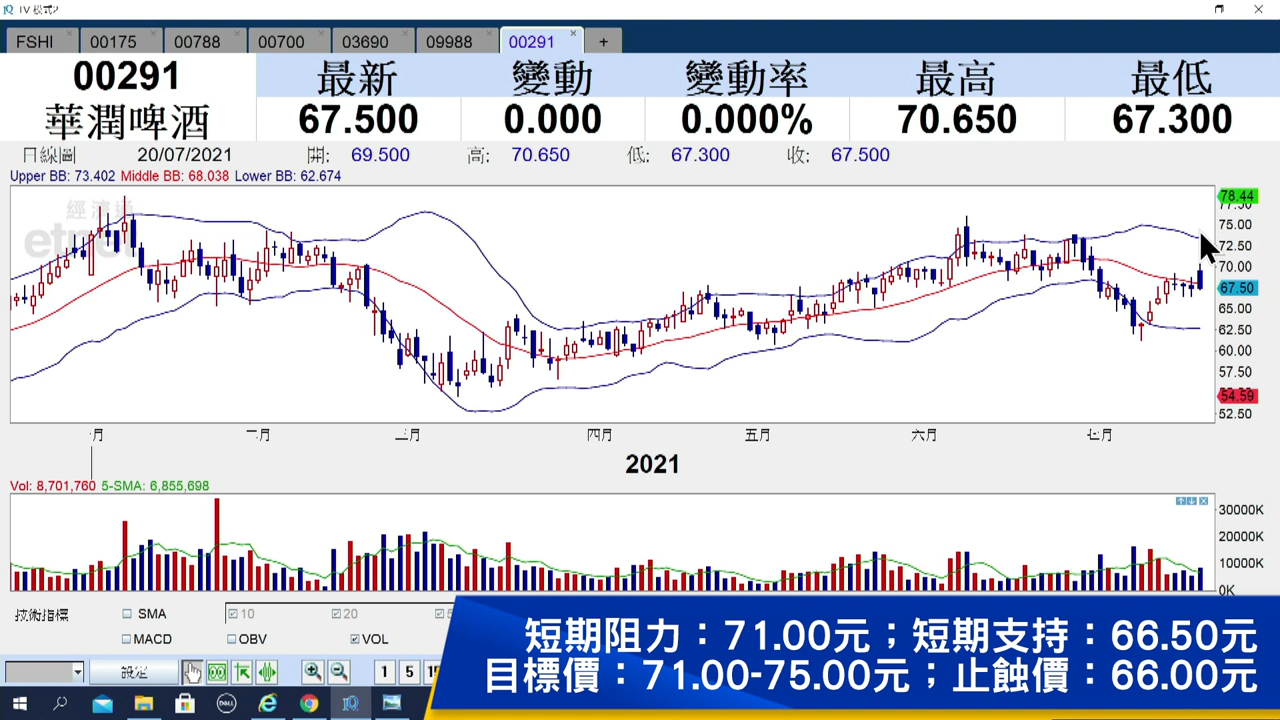 TV 模式2
FSHI 00175 00788 00700 03690 09988 00291 +
00291 最新 變動 變動率 最高 最低
華潤啤酒 67.500 0.000 0.000% 70.650 67.300
日線圖 20/07/2021 開: 69.500 高: 70.650 低: 67.300 收: 67.500
Upper BB: 73.402 Middle BB: 68.038 Lower BB: 62.674
經濟通
78.44
77.50
75.00
72.50
70.00
67.50
65.00
62.50
60.00
57.50
54.59
52.50
二月 三月 四月 五月 六月 七月
2021
Vol: 8,701,760 5-SMA: 6,855,698
30000K
20000K
10000K
0K
技術指標 SMA 10 20
MACD OBV VOL
設定 1 5
短期阻力：71.00元；短期支持：66.50元
目標價：71.00-75.00元；止蝕價：66.00元
DELL